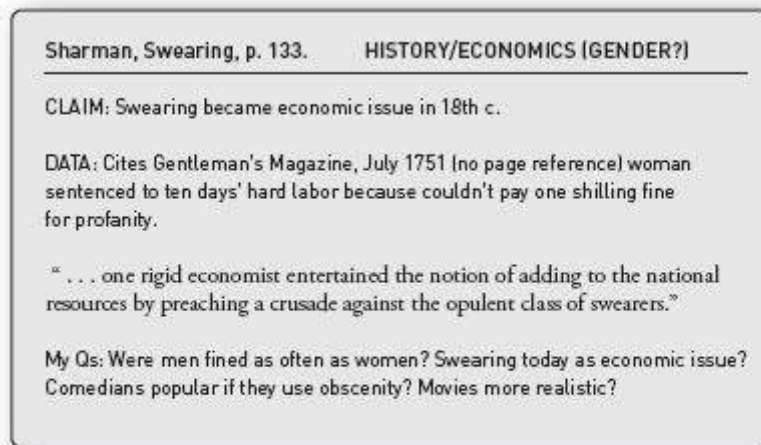 Sharman, Swearing, p. 133. HISTORY/ECONOMICS (GENDER?)
CLAIM: Swearing became economic issue in 18th c.
DATA: Cites Gentleman's Magazine, July 1751 (no page reference) woman
sentenced to ten days' hard labor because couldn't pay one shilling fine
for profanity.
“ . . . one rigid economist entertained the notion of adding to the national
resources by preaching a crusade against the opulent class of swearers.”
My Qs: Were men fined as often as women? Swearing today as economic issue?
Comedians popular if they use obscenity? Movies more realistic?